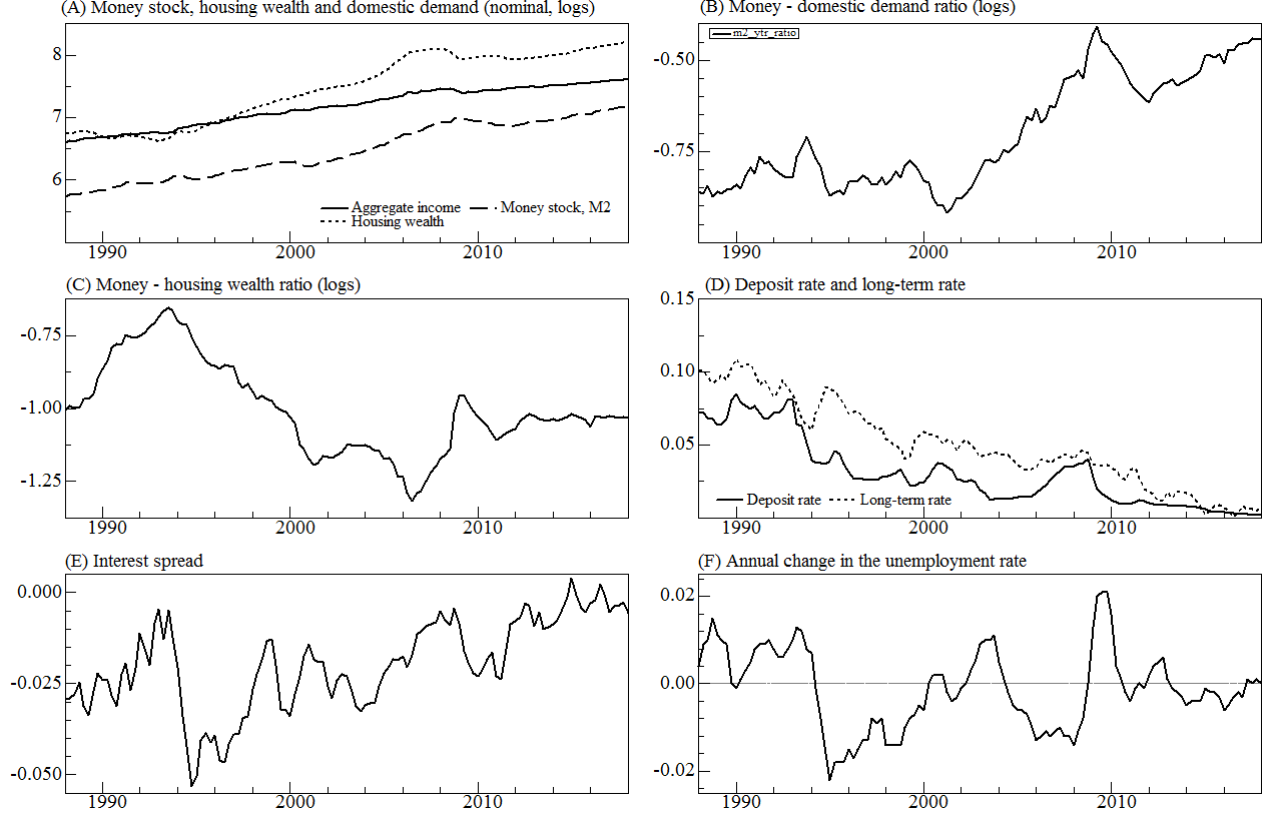 (A) Money stock, housing wealth and domestic demand (nominal, logs)
8
7
6
Aggregate income
Money stock, M2
Housing wealth
1990
2000
2010
(B) Money - domestic demand ratio (logs)
m2_ytr_ratio
-0.50
-0.75
1990
2000
2010
(C) Money - housing wealth ratio (logs)
-0.75
-1.00
-1.25
1990
2000
2010
(D) Deposit rate and long-term rate
0.15
0.10
0.05
Deposit rate
Long-term rate
1990
2000
2010
(E) Interest spread
0.000
-0.025
-0.050
1990
2000
2010
(F) Annual change in the unemployment rate
0.02
0.00
-0.02
1990
2000
2010